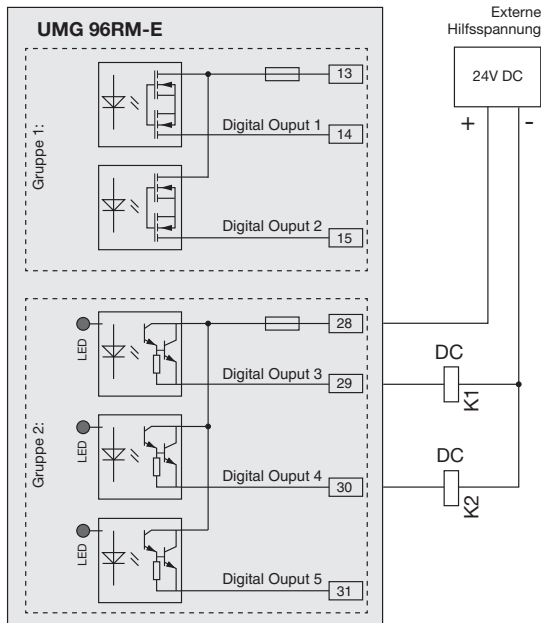 Externe
Hilfsspannung
UMG 96RM-E
24V DC
+ -
Gruppe 1:
13
Digital Ouput 1
14
Digital Ouput 2
15
Gruppe 2:
LED
28
Digital Ouput 3
29
DC
K1
LED
Digital Ouput 4
30
DC
K2
LED
Digital Ouput 5
31